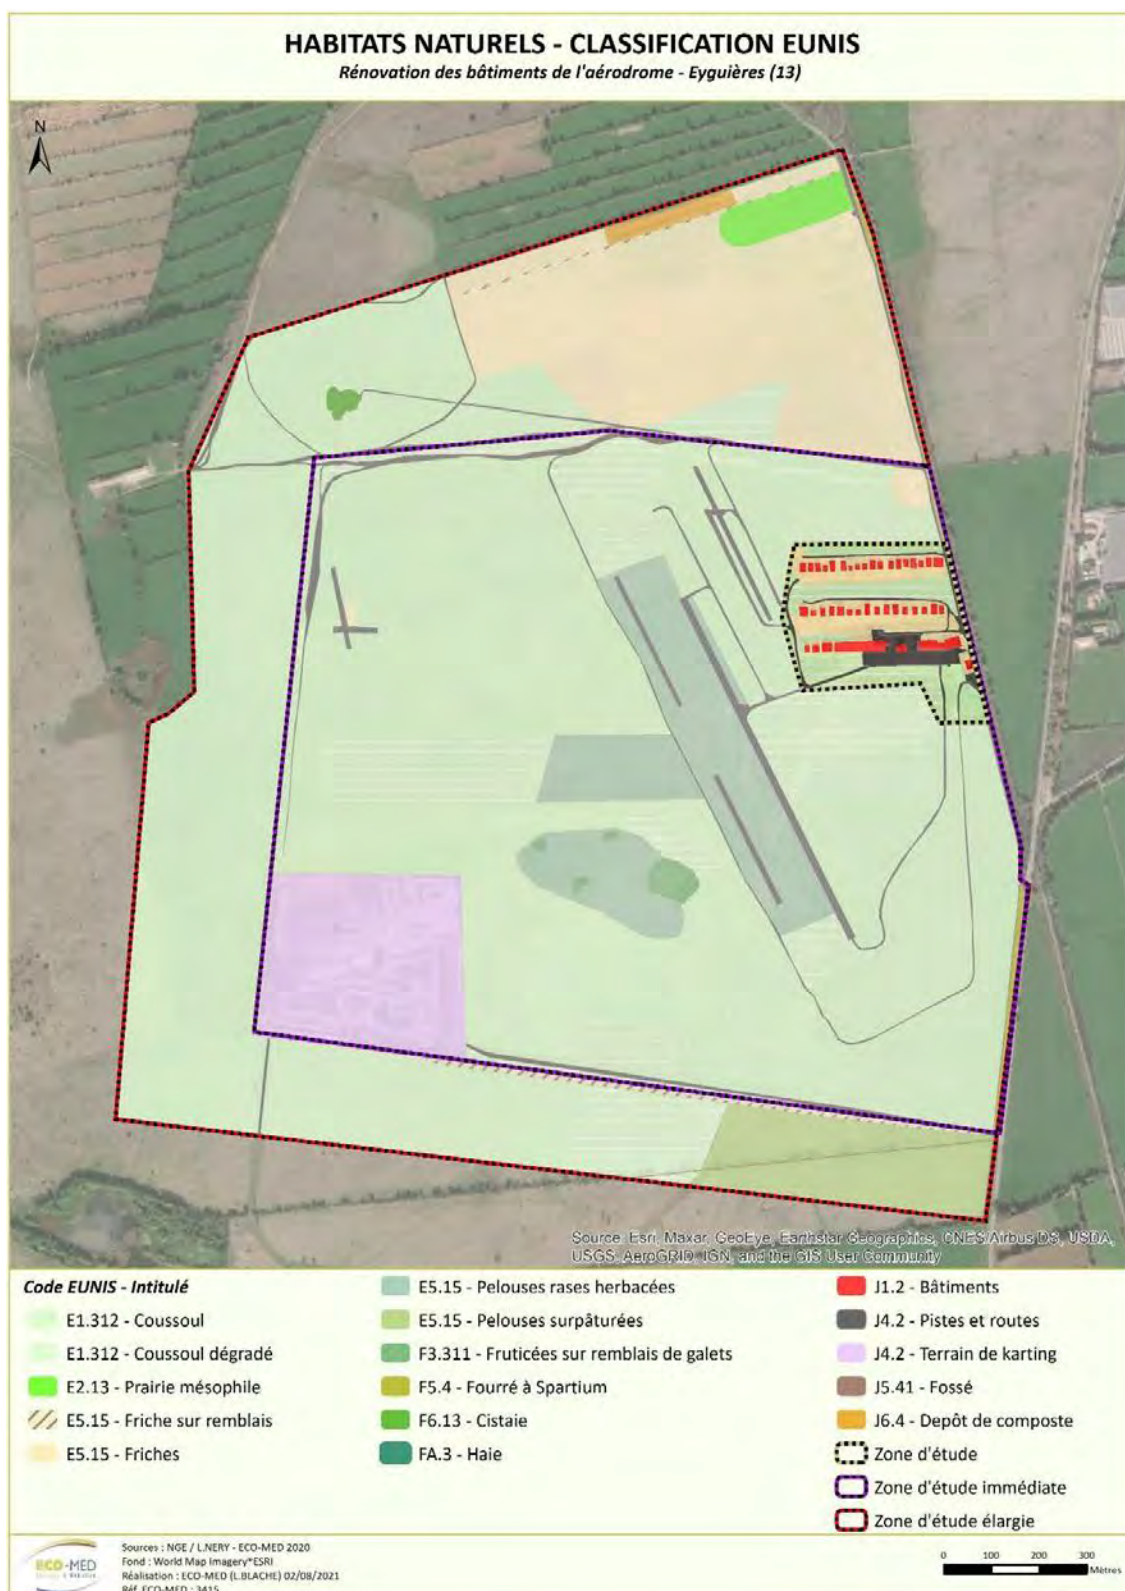 HABITATS NATURELS - CLASSIFICATION EUNIS
Rénovation des bâtiments de l'aérodrome - Eyguières (13)
N
Source: Esri, Maxar, GeoEye, Earthstar Geographics, CNES/Airbus DS, USDA,
USGS, AeroGRID, IGN, and the GIS User Community
Code EUNIS - Intitulé
E1.312 - Coussoul
E1.312 - Coussoul dégradé
E2.13 - Prairie mésophile
E5.15 - Friche sur remblais
E5.15 - Friches
E5.15 - Pelouses rases herbacées
E5.15 - Pelouses surpâturées
F3.311 - Fruticées sur remblais de galets
F5.4 - Fourré à Spartium
F6.13 - Cistaie
FA.3 - Haie
J1.2 - Bâtiments
J4.2 - Pistes et routes
J4.2 - Terrain de karting
J5.41 - Fossé
J6.4 - Depôt de composte
Zone d'étude
Zone d'étude immédiate
Zone d'étude élargie
ECO-MED
Sources : NGE / L.NERY - ECO-MED 2020
Fond : World Map Imagery*ESRI
Réalisation : ECO-MED (L.BLACHE) 02/08/2021
Réf. ECO-MED : 3415
0 100 200 300
Mètres